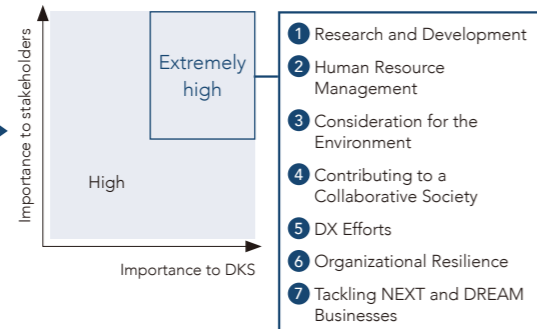 Importance to stakeholders
Extremely
high
High
Importance to DKS
1 Research and Development
2 Human Resource
Management
3 Consideration for the
Environment
4 Contributing to a
Collaborative Society
5 DX Efforts
6 Organizational Resilience
7 Tackling NEXT and DREAM
Businesses